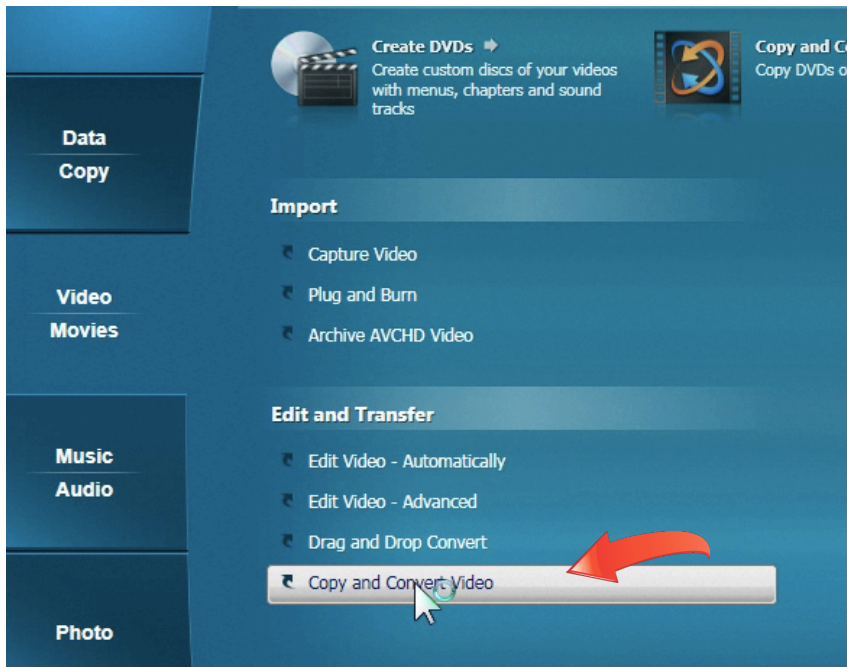 Data
Copy
Video
Movies
Music
Audio
Photo
Create DVDs
Create custom discs of your videos
with menus, chapters and sound
tracks
Copy and
Copy DVDs
Import
Capture Video
Plug and Burn
Archive AVCHD Video
Edit and Transfer
Edit Video - Automatically
Edit Video - Advanced
Drag and Drop Convert
Copy and Convert Video